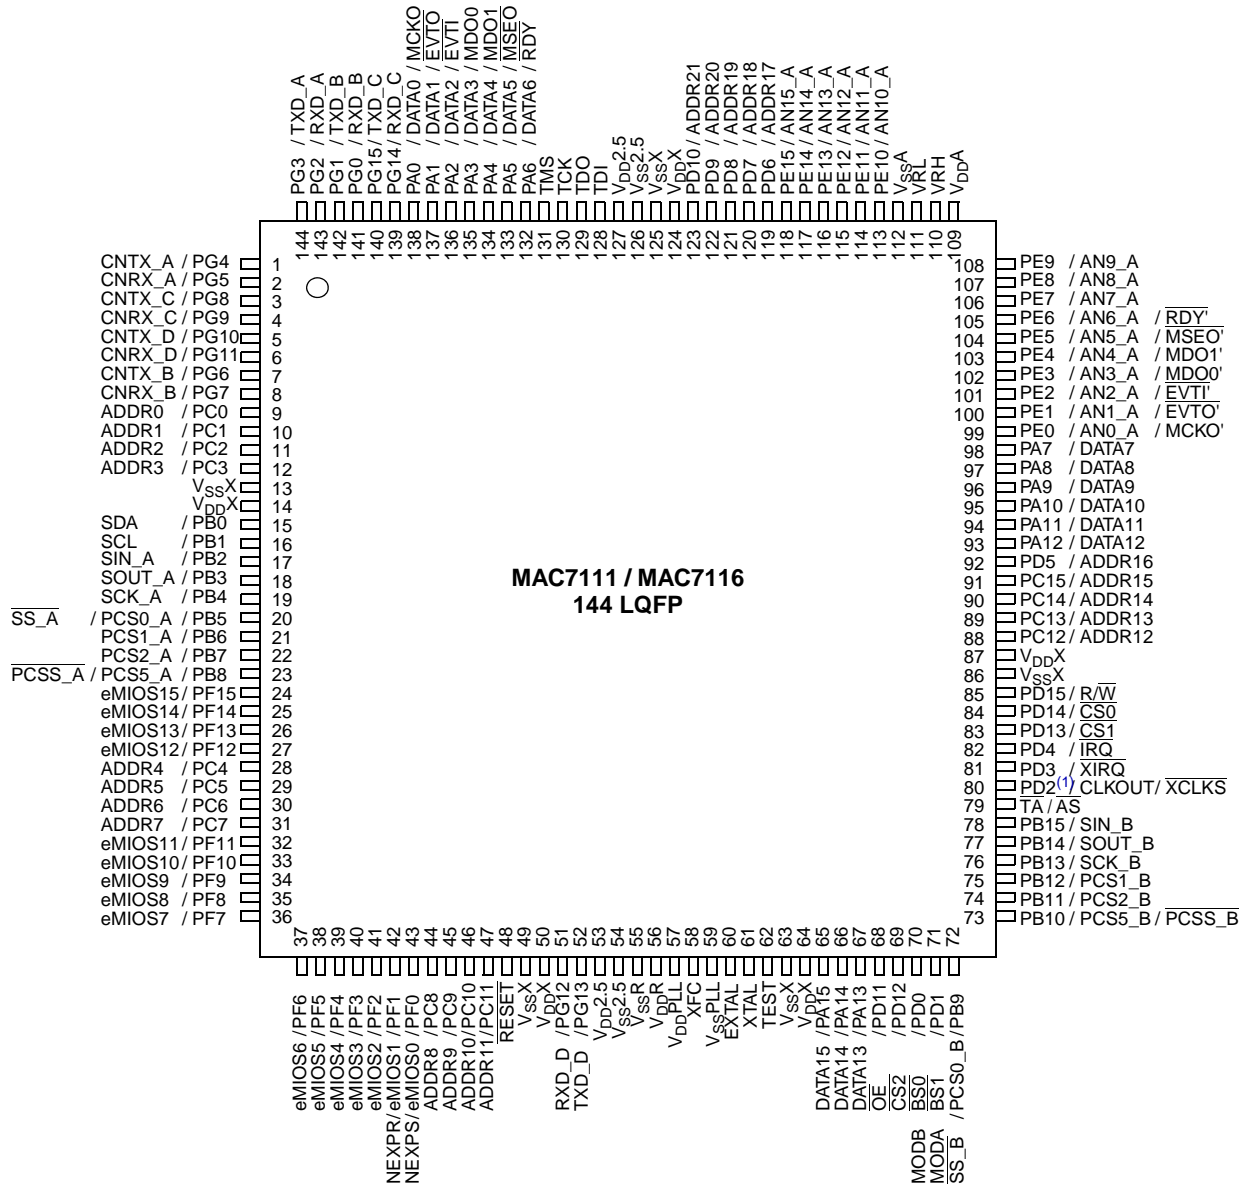 PG3 / TXD_A
PG2 / RXD_A
PG1 / TXD_B
PG0 / RXD_B
PG15 / TXD_C
PG14 / RXD_C
PA0 / DATA0 / MCKO
PA1 / DATA1 / EVTO
PA2 / DATA2 / EVTI
PA3 / DATA3 / MDO0
PA4 / DATA4 / MDO1
PA5 / DATA5 / MSEO
PA6 / DATA6 / RDY
TMS
TCK
TDO
TDI
VDD2.5
VSS2.5
VSSX
VDDX
PD10 / ADDR21
PD9 / ADDR20
PD8 / ADDR19
PD7 / ADDR18
PD6 / ADDR17
PE15 / AN15_A
PE14 / AN14_A
PE13 / AN13_A
PE12 / AN12_A
PE11 / AN11_A
PE10 / AN10_A
VSSA
VRL
VRH
VDDA
144 143 142 141 140 139 138 137 136 135 134 133 132 131 130 129 128 127 126 125 124 123 122 121 120 119 118 117 116 115 114 113 112 111 110 109
CNTX_A / PG4 1
CNRX_A / PG5 2
CNTX_C / PG8 3
CNRX_C / PG9 4
CNTX_D / PG10 5
CNRX_D / PG11 6
CNTX_B / PG6 7
CNRX_B / PG7 8
ADDR0 / PC0 9
ADDR1 / PC1 10
ADDR2 / PC2 11
ADDR3 / PC3 12
VSSX 13
VDDX 14
SDA / PB0 15
SCL / PB1 16
SIN_A / PB2 17
SOUT_A / PB3 18
SCK_A / PB4 19
SS_A / PCS0_A / PB5 20
PCS1_A / PB6 21
PCS2_A / PB7 22
PCSS_A / PCS5_A / PB8 23
eMIOS15 / PF15 24
eMIOS14 / PF14 25
eMIOS13 / PF13 26
eMIOS12 / PF12 27
ADDR4 / PC4 28
ADDR5 / PC5 29
ADDR6 / PC6 30
ADDR7 / PC7 31
eMIOS11 / PF11 32
eMIOS10 / PF10 33
eMIOS9 / PF9 34
eMIOS8 / PF8 35
eMIOS7 / PF7 36
MAC7111 / MAC7116
144 LQFP
108 PE9 / AN9_A
107 PE8 / AN8_A
106 PE7 / AN7_A
105 PE6 / AN6_A / RDY'
104 PE5 / AN5_A / MSEO'
103 PE4 / AN4_A / MDO1'
102 PE3 / AN3_A / MDO0'
101 PE2 / AN2_A / EVTI'
100 PE1 / AN1_A / EVTO'
99 PE0 / AN0_A / MCKO'
98 PA7 / DATA7
97 PA8 / DATA8
96 PA9 / DATA9
95 PA10 / DATA10
94 PA11 / DATA11
93 PA12 / DATA12
92 PD5 / ADDR16
91 PC15 / ADDR15
90 PC14 / ADDR14
89 PC13 / ADDR13
88 PC12 / ADDR12
87 VDDX
86 VSSX
85 PD15 / R/W
84 PD14 / CS0
83 PD13 / CS1
82 PD4 / IRQ
81 PD3 / XIRQ
80 PD2(1)/ CLKOUT / XCLKS
79 TA / AS
78 PB15 / SIN_B
77 PB14 / SOUT_B
76 PB13 / SCK_B
75 PB12 / PCS1_B
74 PB11 / PCS2_B
73 PB10 / PCS5_B / PCSS_B
37 38 39 40 41 42 43 44 45 46 47 48 49 50 51 52 53 54 55 56 57 58 59 60 61 62 63 64 65 66 67 68 69 70 71 72
eMIOS6 / PF6
eMIOS5 / PF5
eMIOS4 / PF4
eMIOS3 / PF3
eMIOS2 / PF2
NEXPR / eMIOS1 / PF1
NEXPS / eMIOS0 / PF0
ADDR8 / PC8
ADDR9 / PC9
ADDR10 / PC10
ADDR11 / PC11
RESET
VSSX
VDDX
RXD_D / PG12
TXD_D / PG13
VDD2.5
VSS2.5
VSSR
VDDR
VDDPLL
XFC
VSSPLL
EXTAL
XTAL
TEST
VSSX
VDDX
DATA15 / PA15
DATA14 / PA14
DATA13 / PA13
OE / PD11
CS2 / PD12
MODB BS0 / PD0
MODA BS1 / PD1
SS_B / PCS0_B / PB9